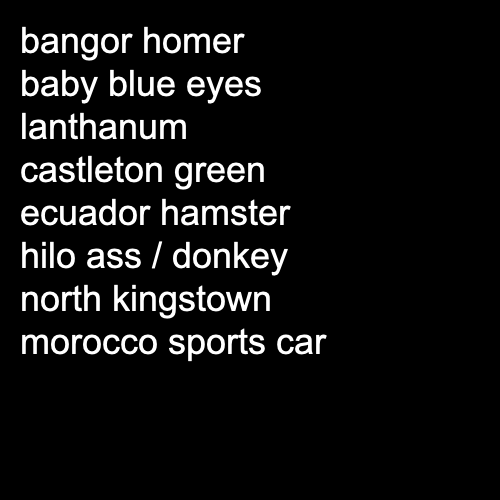 bangor homer
baby blue eyes
lanthanum
castleton green
ecuador hamster
hilo ass / donkey
north kingstown
morocco sports car